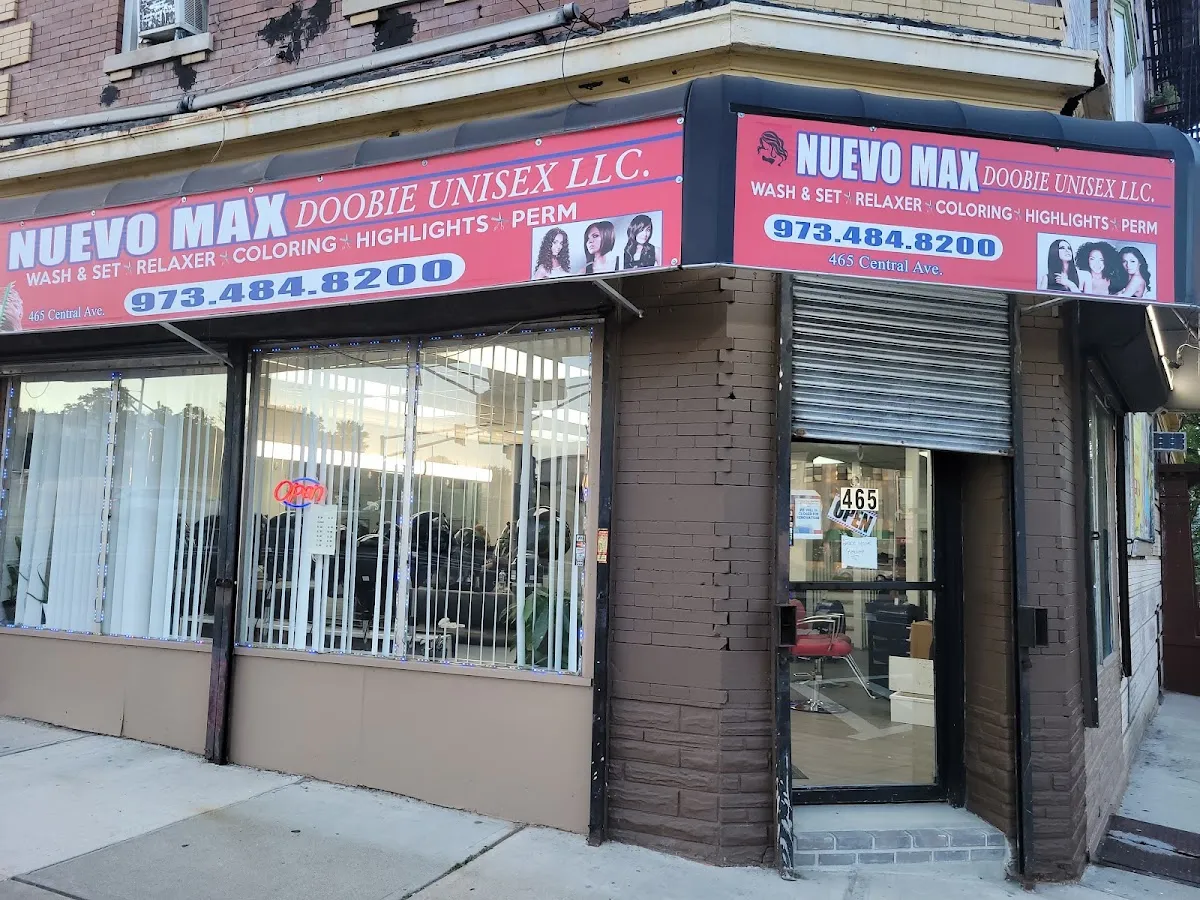 NUEVO MAX DOOBIE UNISEX LLC.
WASH & SET RELAXER COLORING HIGHLIGHTS PERM
973.484.8200
465 Central Ave.
NUEVO MAX DOOBIE UNISEX LLC.
WASH & SET RELAXER COLORING HIGHLIGHTS PERM
973.484.8200
465 Central Ave.
Open
465
OPEN